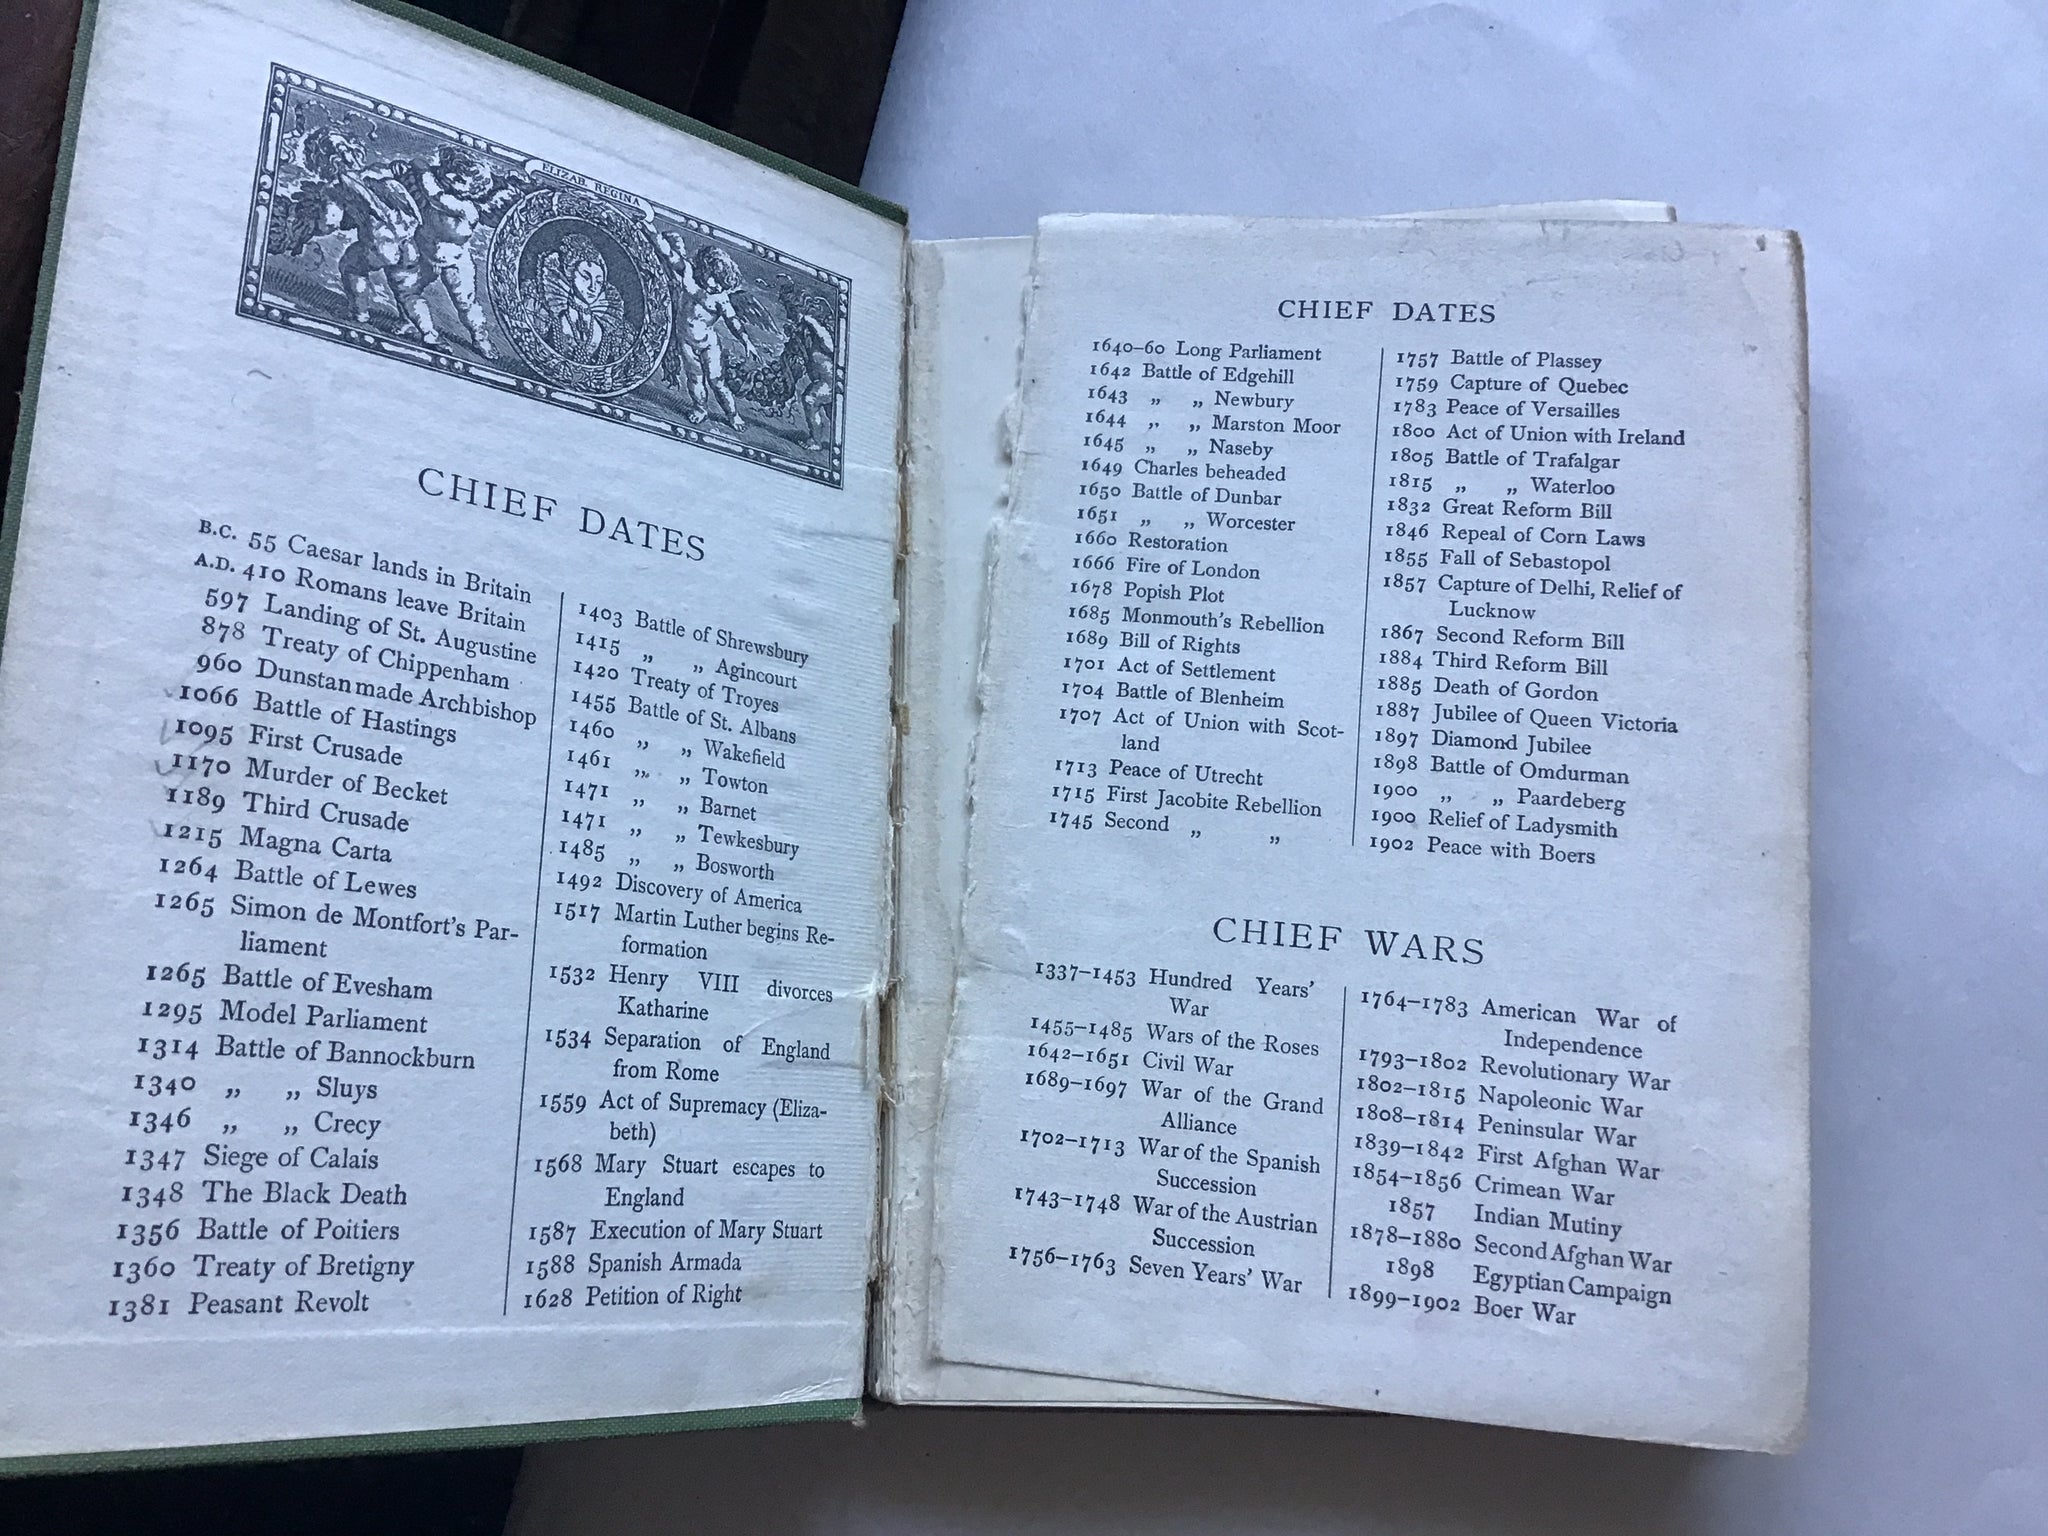 ELIZAB. REGINA
CHIEF DATES
B.C. 55 Caesar lands in Britain
A.D. 410 Romans leave Britain
597 Landing of St. Augustine
878 Treaty of Chippenham
960 Dunstan made Archbishop
1066 Battle of Hastings
1095 First Crusade
1170 Murder of Becket
1189 Third Crusade
1215 Magna Carta
1264 Battle of Lewes
1265 Simon de Montfort's Par-
liament
1265 Battle of Evesham
1295 Model Parliament
1314 Battle of Bannockburn
1340 „ „ Sluys
1346 „ „ Crecy
1347 Siege of Calais
1348 The Black Death
1356 Battle of Poitiers
1360 Treaty of Bretigny
1381 Peasant Revolt
1403 Battle of Shrewsbury
1415 „ „ Agincourt
1420 Treaty of Troyes
1455 Battle of St. Albans
1460 „ „ Wakefield
1461 „ „ Towton
1471 „ „ Barnet
1471 „ „ Tewkesbury
1485 „ „ Bosworth
1492 Discovery of America
1517 Martin Luther begins Re-
formation
1532 Henry VIII divorces
Katharine
1534 Separation of England
from Rome
1559 Act of Supremacy (Eliza-
beth)
1568 Mary Stuart escapes to
England
1587 Execution of Mary Stuart
1588 Spanish Armada
1628 Petition of Right
CHIEF DATES
1640–60 Long Parliament
1642 Battle of Edgehill
1643 „ „ Newbury
1644 „ „ Marston Moor
1645 „ „ Naseby
1649 Charles beheaded
1650 Battle of Dunbar
1651 „ „ Worcester
1660 Restoration
1666 Fire of London
1678 Popish Plot
1685 Monmouth's Rebellion
1689 Bill of Rights
1701 Act of Settlement
1704 Battle of Blenheim
1707 Act of Union with Scot-
land
1713 Peace of Utrecht
1715 First Jacobite Rebellion
1745 Second „ „
1757 Battle of Plassey
1759 Capture of Quebec
1783 Peace of Versailles
1800 Act of Union with Ireland
1805 Battle of Trafalgar
1815 „ „ Waterloo
1832 Great Reform Bill
1846 Repeal of Corn Laws
1855 Fall of Sebastopol
1857 Capture of Delhi, Relief of
Lucknow
1867 Second Reform Bill
1884 Third Reform Bill
1885 Death of Gordon
1887 Jubilee of Queen Victoria
1897 Diamond Jubilee
1898 Battle of Omdurman
1900 „ „ Paardeberg
1900 Relief of Ladysmith
1902 Peace with Boers
CHIEF WARS
1337–1453 Hundred Years'
War
1455–1485 Wars of the Roses
1642–1651 Civil War
1689–1697 War of the Grand
Alliance
1702–1713 War of the Spanish
Succession
1743–1748 War of the Austrian
Succession
1756–1763 Seven Years' War
1764–1783 American War of
Independence
1793–1802 Revolutionary War
1802–1815 Napoleonic War
1808–1814 Peninsular War
1839–1842 First Afghan War
1854–1856 Crimean War
1857 Indian Mutiny
1878–1880 Second Afghan War
1898 Egyptian Campaign
1899–1902 Boer War